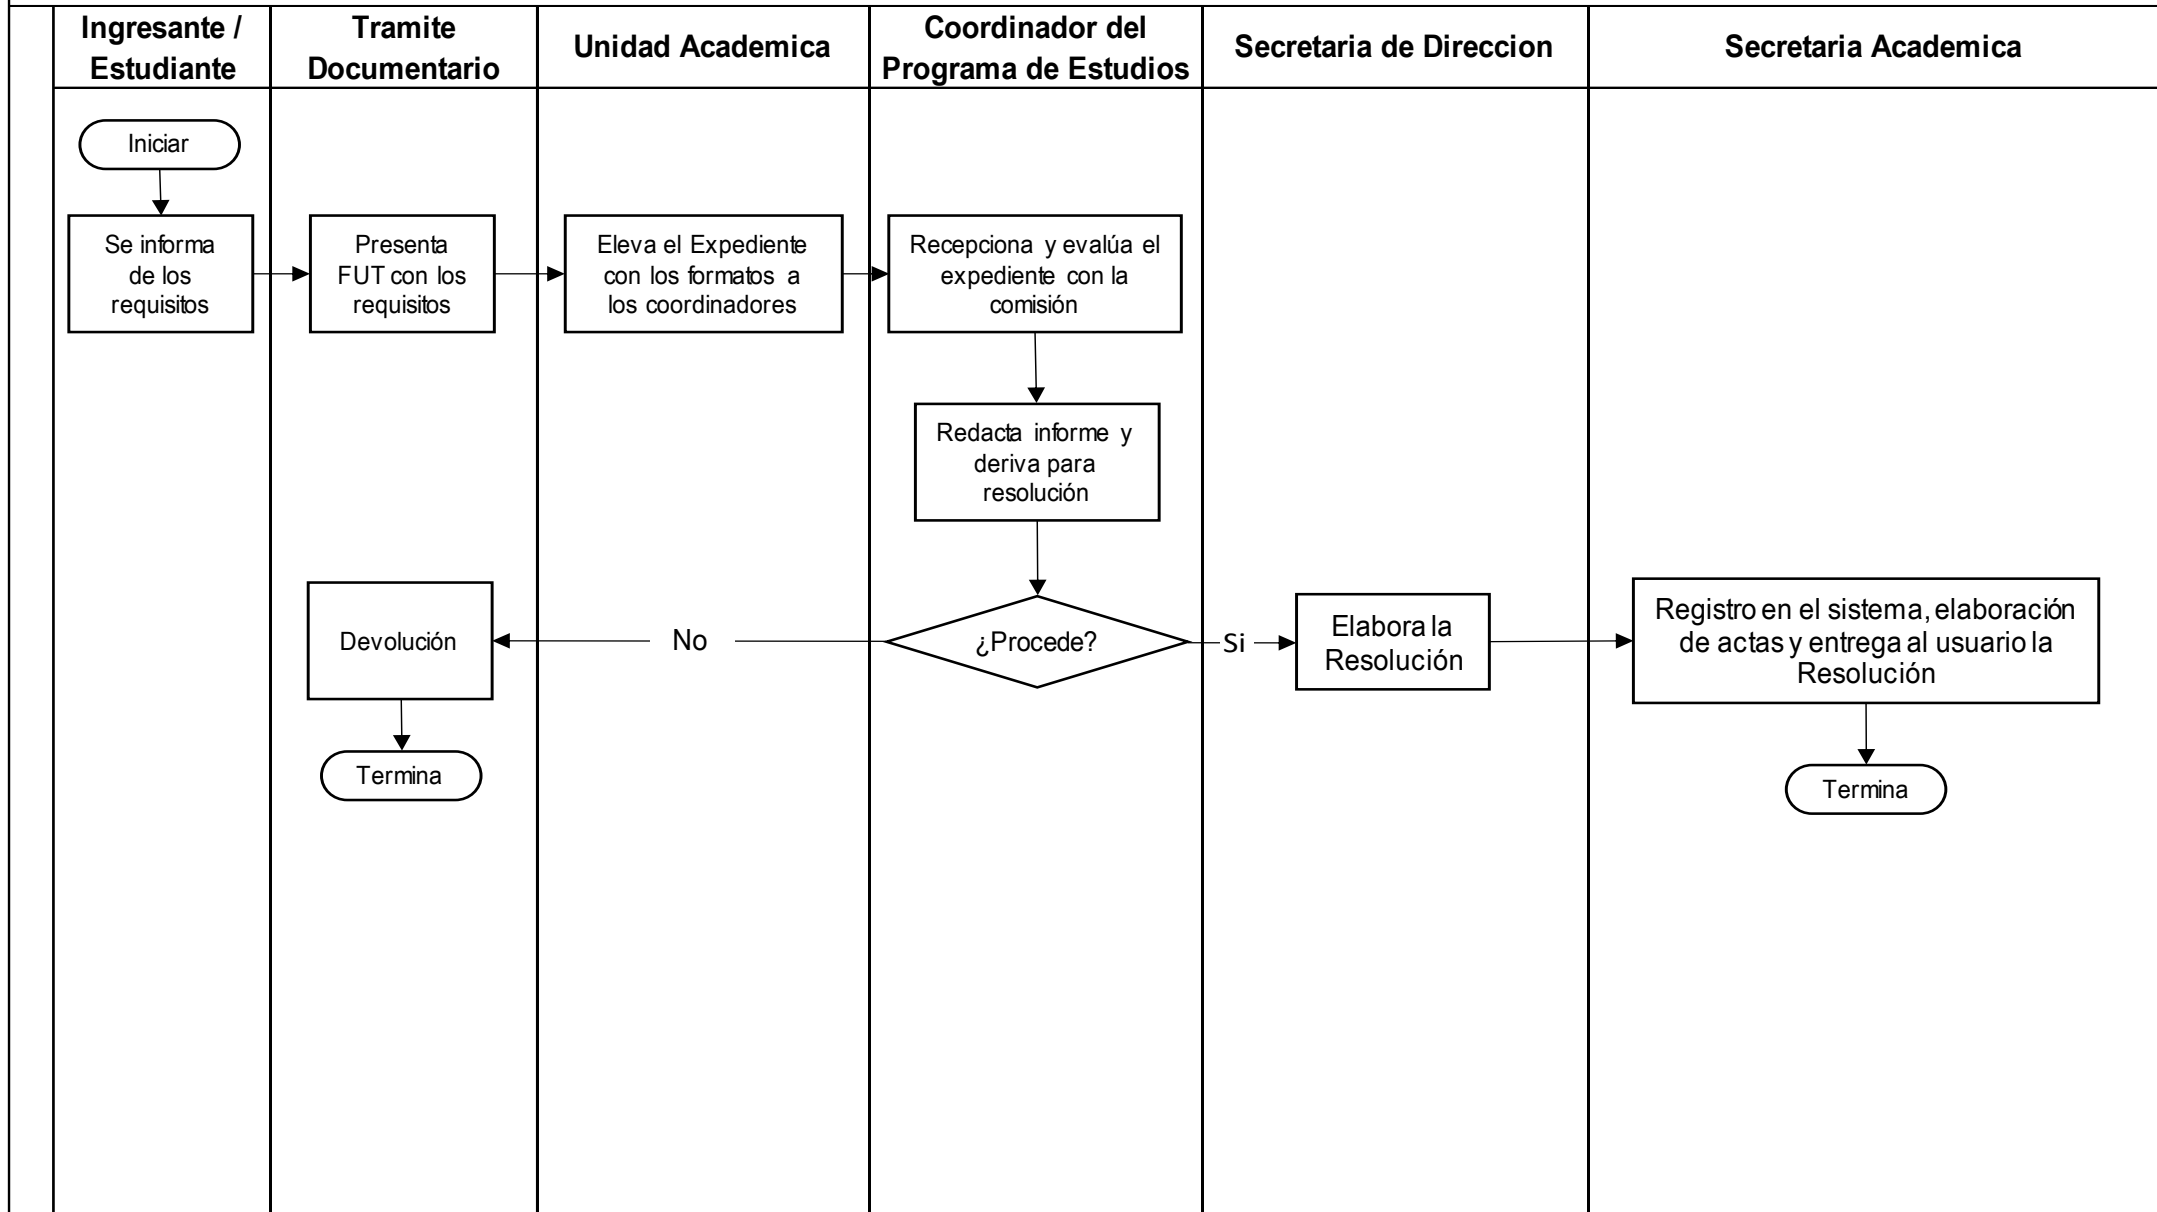 Ingresante /
Estudiante
Tramite
Documentario
Unidad Academica
Coordinador del
Programa de Estudios
Secretaria de Direccion
Secretaria Academica
Iniciar
Se informa
de los
requisitos
Presenta
FUT con los
requisitos
Eleva el Expediente
con los formatos a
los coordinadores
Recepciona y evalúa el
expediente con la
comisión
Redacta informe y
deriva para
resolución
Devolución
No
¿Procede?
Si
Elabora la
Resolución
Registro en el sistema, elaboración
de actas y entrega al usuario la
Resolución
Termina
Termina